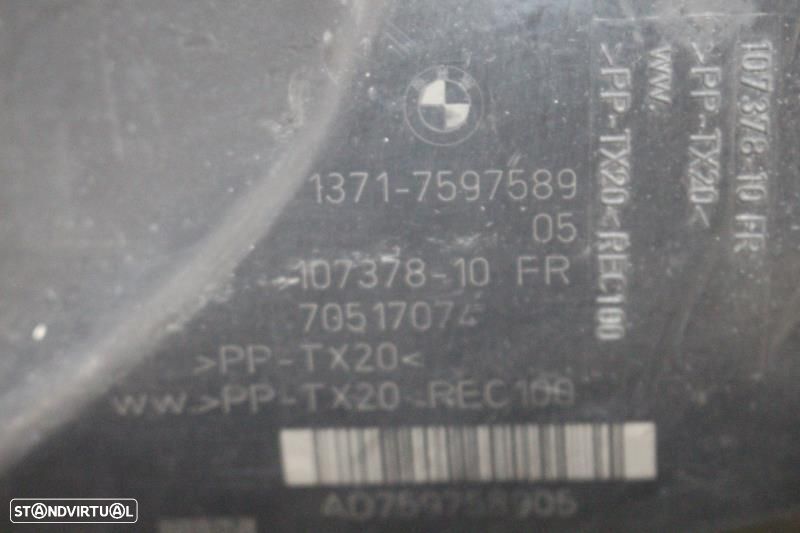 1371-7597589
05
107378-10 FR
70517074
>PP-TX20<
WW.>PP-TX20<REC100
AD759758905
107378-10 FR
>PP-TX20<
WW.
>PP-TX20<REC100
STANDVIRTUAL